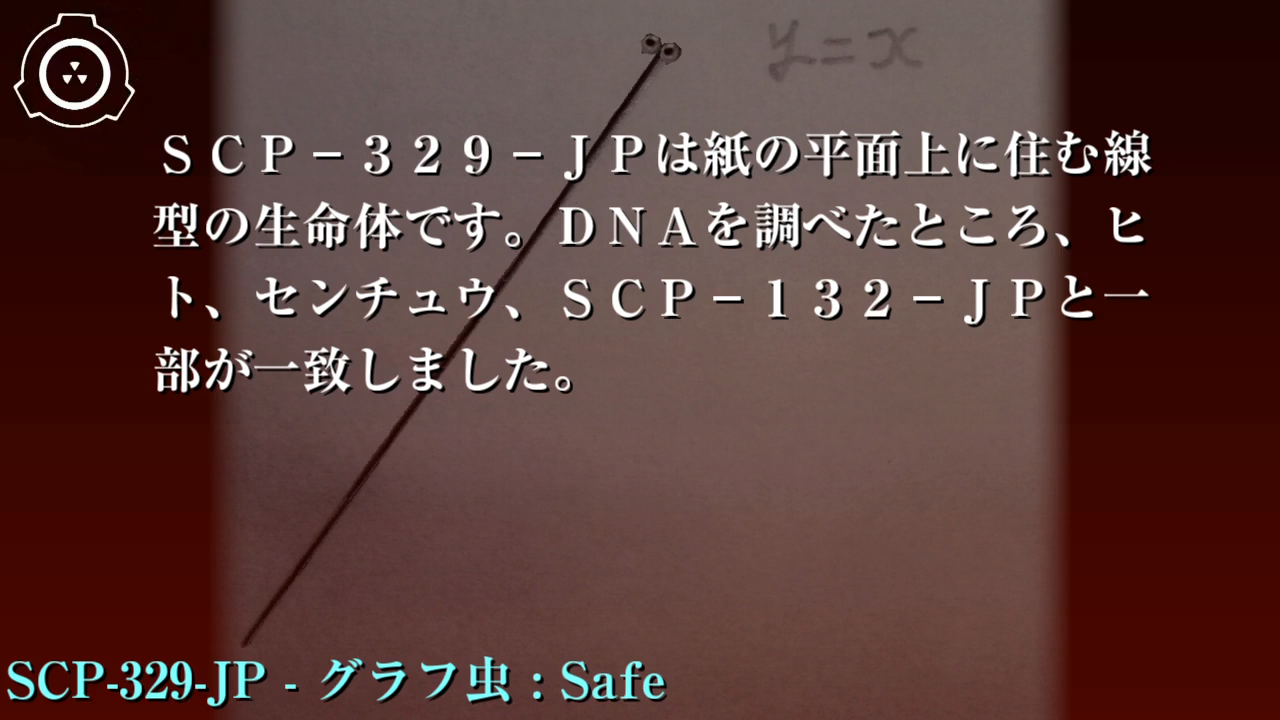 y=x
SCP-329-JPは紙の平面上に住む線
型の生命体です。DNAを調べたところ、ヒ
ト、センチュウ、SCP-132-JPと一
部が一致しました。
SCP-329-JP - グラフ虫 : Safe